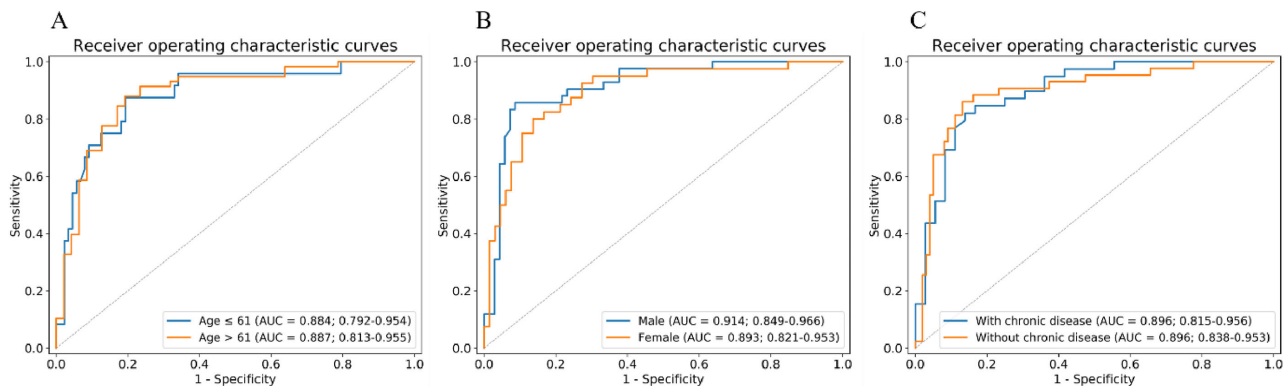 A
Receiver operating characteristic curves
Sensitivity
1.0
0.8
0.6
0.4
0.2
0.0
Age ≤ 61 (AUC = 0.884; 0.792-0.954)
Age > 61 (AUC = 0.887; 0.813-0.955)
0.0 0.2 0.4 0.6 0.8 1.0
1 - Specificity
B
Receiver operating characteristic curves
Sensitivity
1.0
0.8
0.6
0.4
0.2
0.0
Male (AUC = 0.914; 0.849-0.966)
Female (AUC = 0.893; 0.821-0.953)
0.0 0.2 0.4 0.6 0.8 1.0
1 - Specificity
C
Receiver operating characteristic curves
Sensitivity
1.0
0.8
0.6
0.4
0.2
0.0
With chronic disease (AUC = 0.896; 0.815-0.956)
Without chronic disease (AUC = 0.896; 0.838-0.953)
0.0 0.2 0.4 0.6 0.8 1.0
1 - Specificity